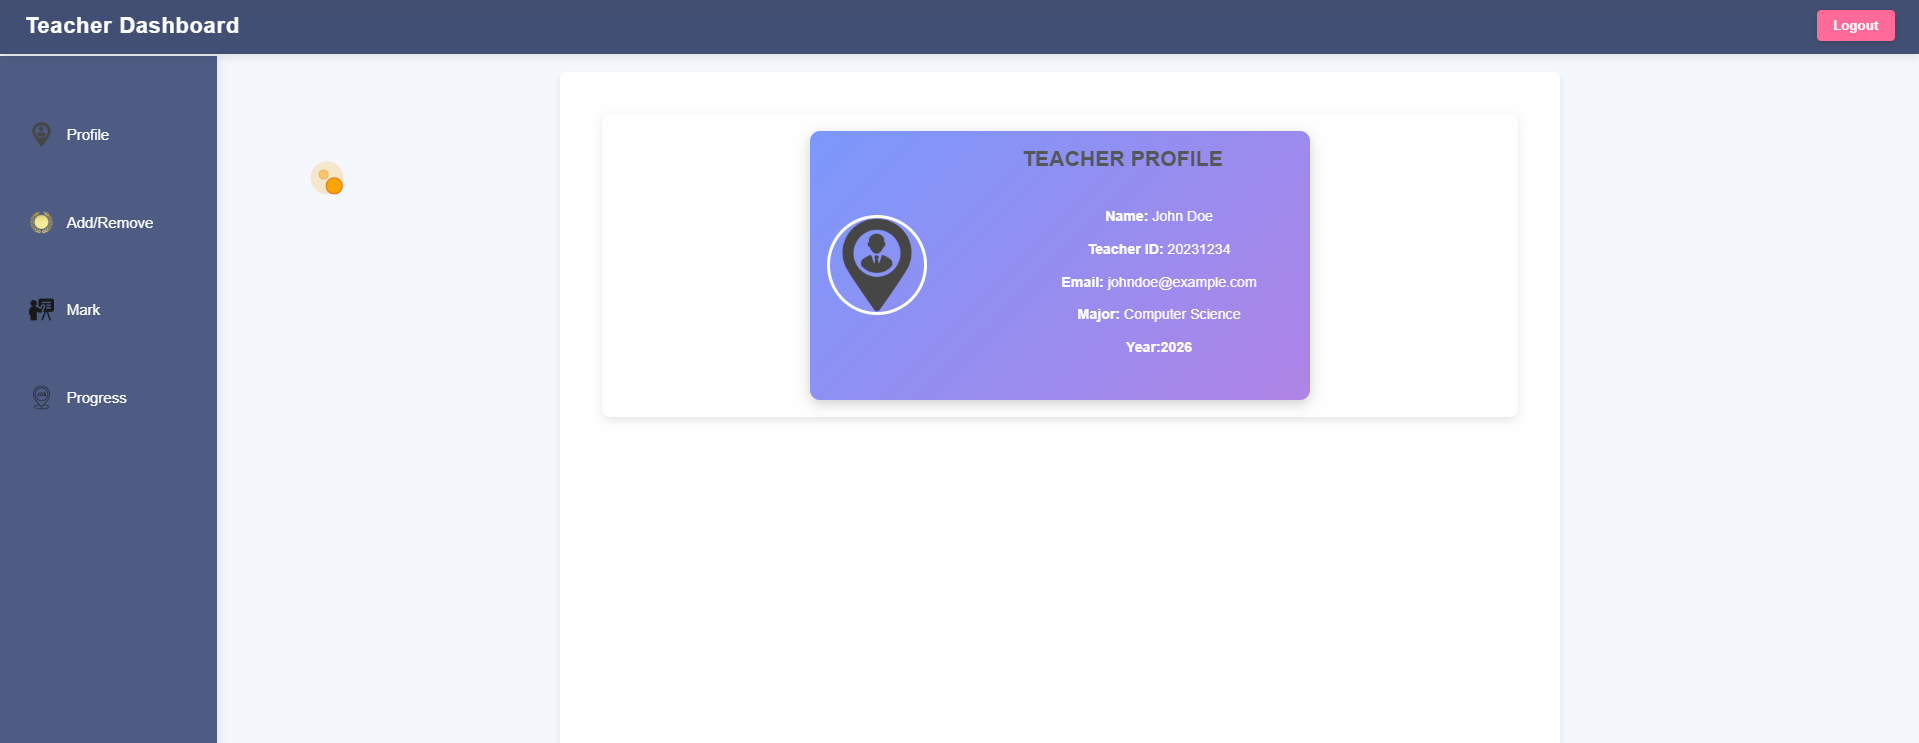 Teacher Dashboard
Logout
Profile
Add/Remove
Mark
Progress
TEACHER PROFILE
Name: John Doe
Teacher ID: 20231234
Email: johndoe@example.com
Major: Computer Science
Year:2026